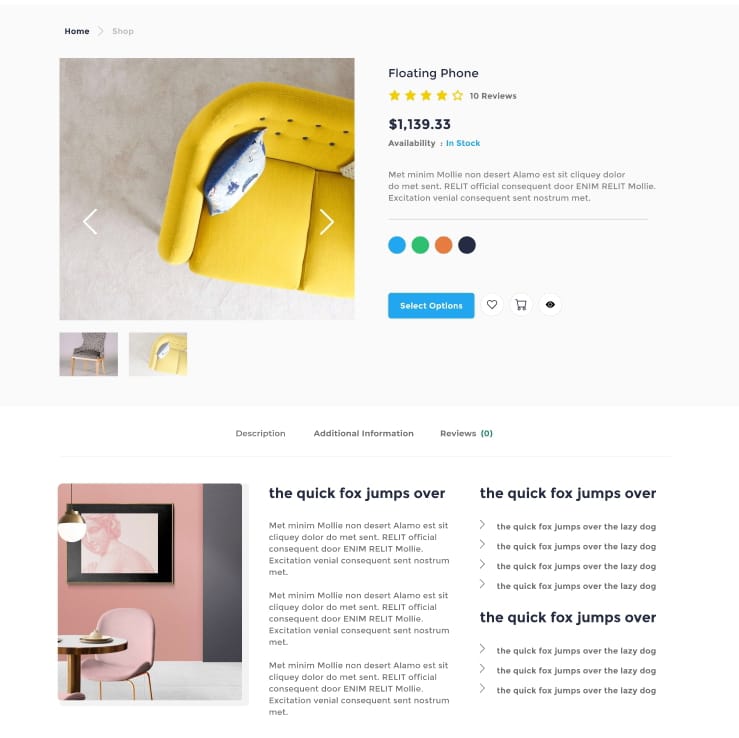 Home Shop
Floating Phone
10 Reviews
$1,139.33
Availability : In Stock
Met minim Mollie non desert Alamo est sit cliquey dolor
do met sent. RELIT official consequent door ENIM RELIT Mollie.
Excitation venial consequent sent nostrum met.
Select Options
Description Additional Information Reviews (0)
the quick fox jumps over
Met minim Mollie non desert Alamo est sit
cliquey dolor do met sent. RELIT official
consequent door ENIM RELIT Mollie.
Excitation venial consequent sent nostrum
met.
Met minim Mollie non desert Alamo est sit
cliquey dolor do met sent. RELIT official
consequent door ENIM RELIT Mollie.
Excitation venial consequent sent nostrum
met.
Met minim Mollie non desert Alamo est sit
cliquey dolor do met sent. RELIT official
consequent door ENIM RELIT Mollie.
Excitation venial consequent sent nostrum
met.
the quick fox jumps over
the quick fox jumps over the lazy dog
the quick fox jumps over the lazy dog
the quick fox jumps over the lazy dog
the quick fox jumps over the lazy dog
the quick fox jumps over
the quick fox jumps over the lazy dog
the quick fox jumps over the lazy dog
the quick fox jumps over the lazy dog